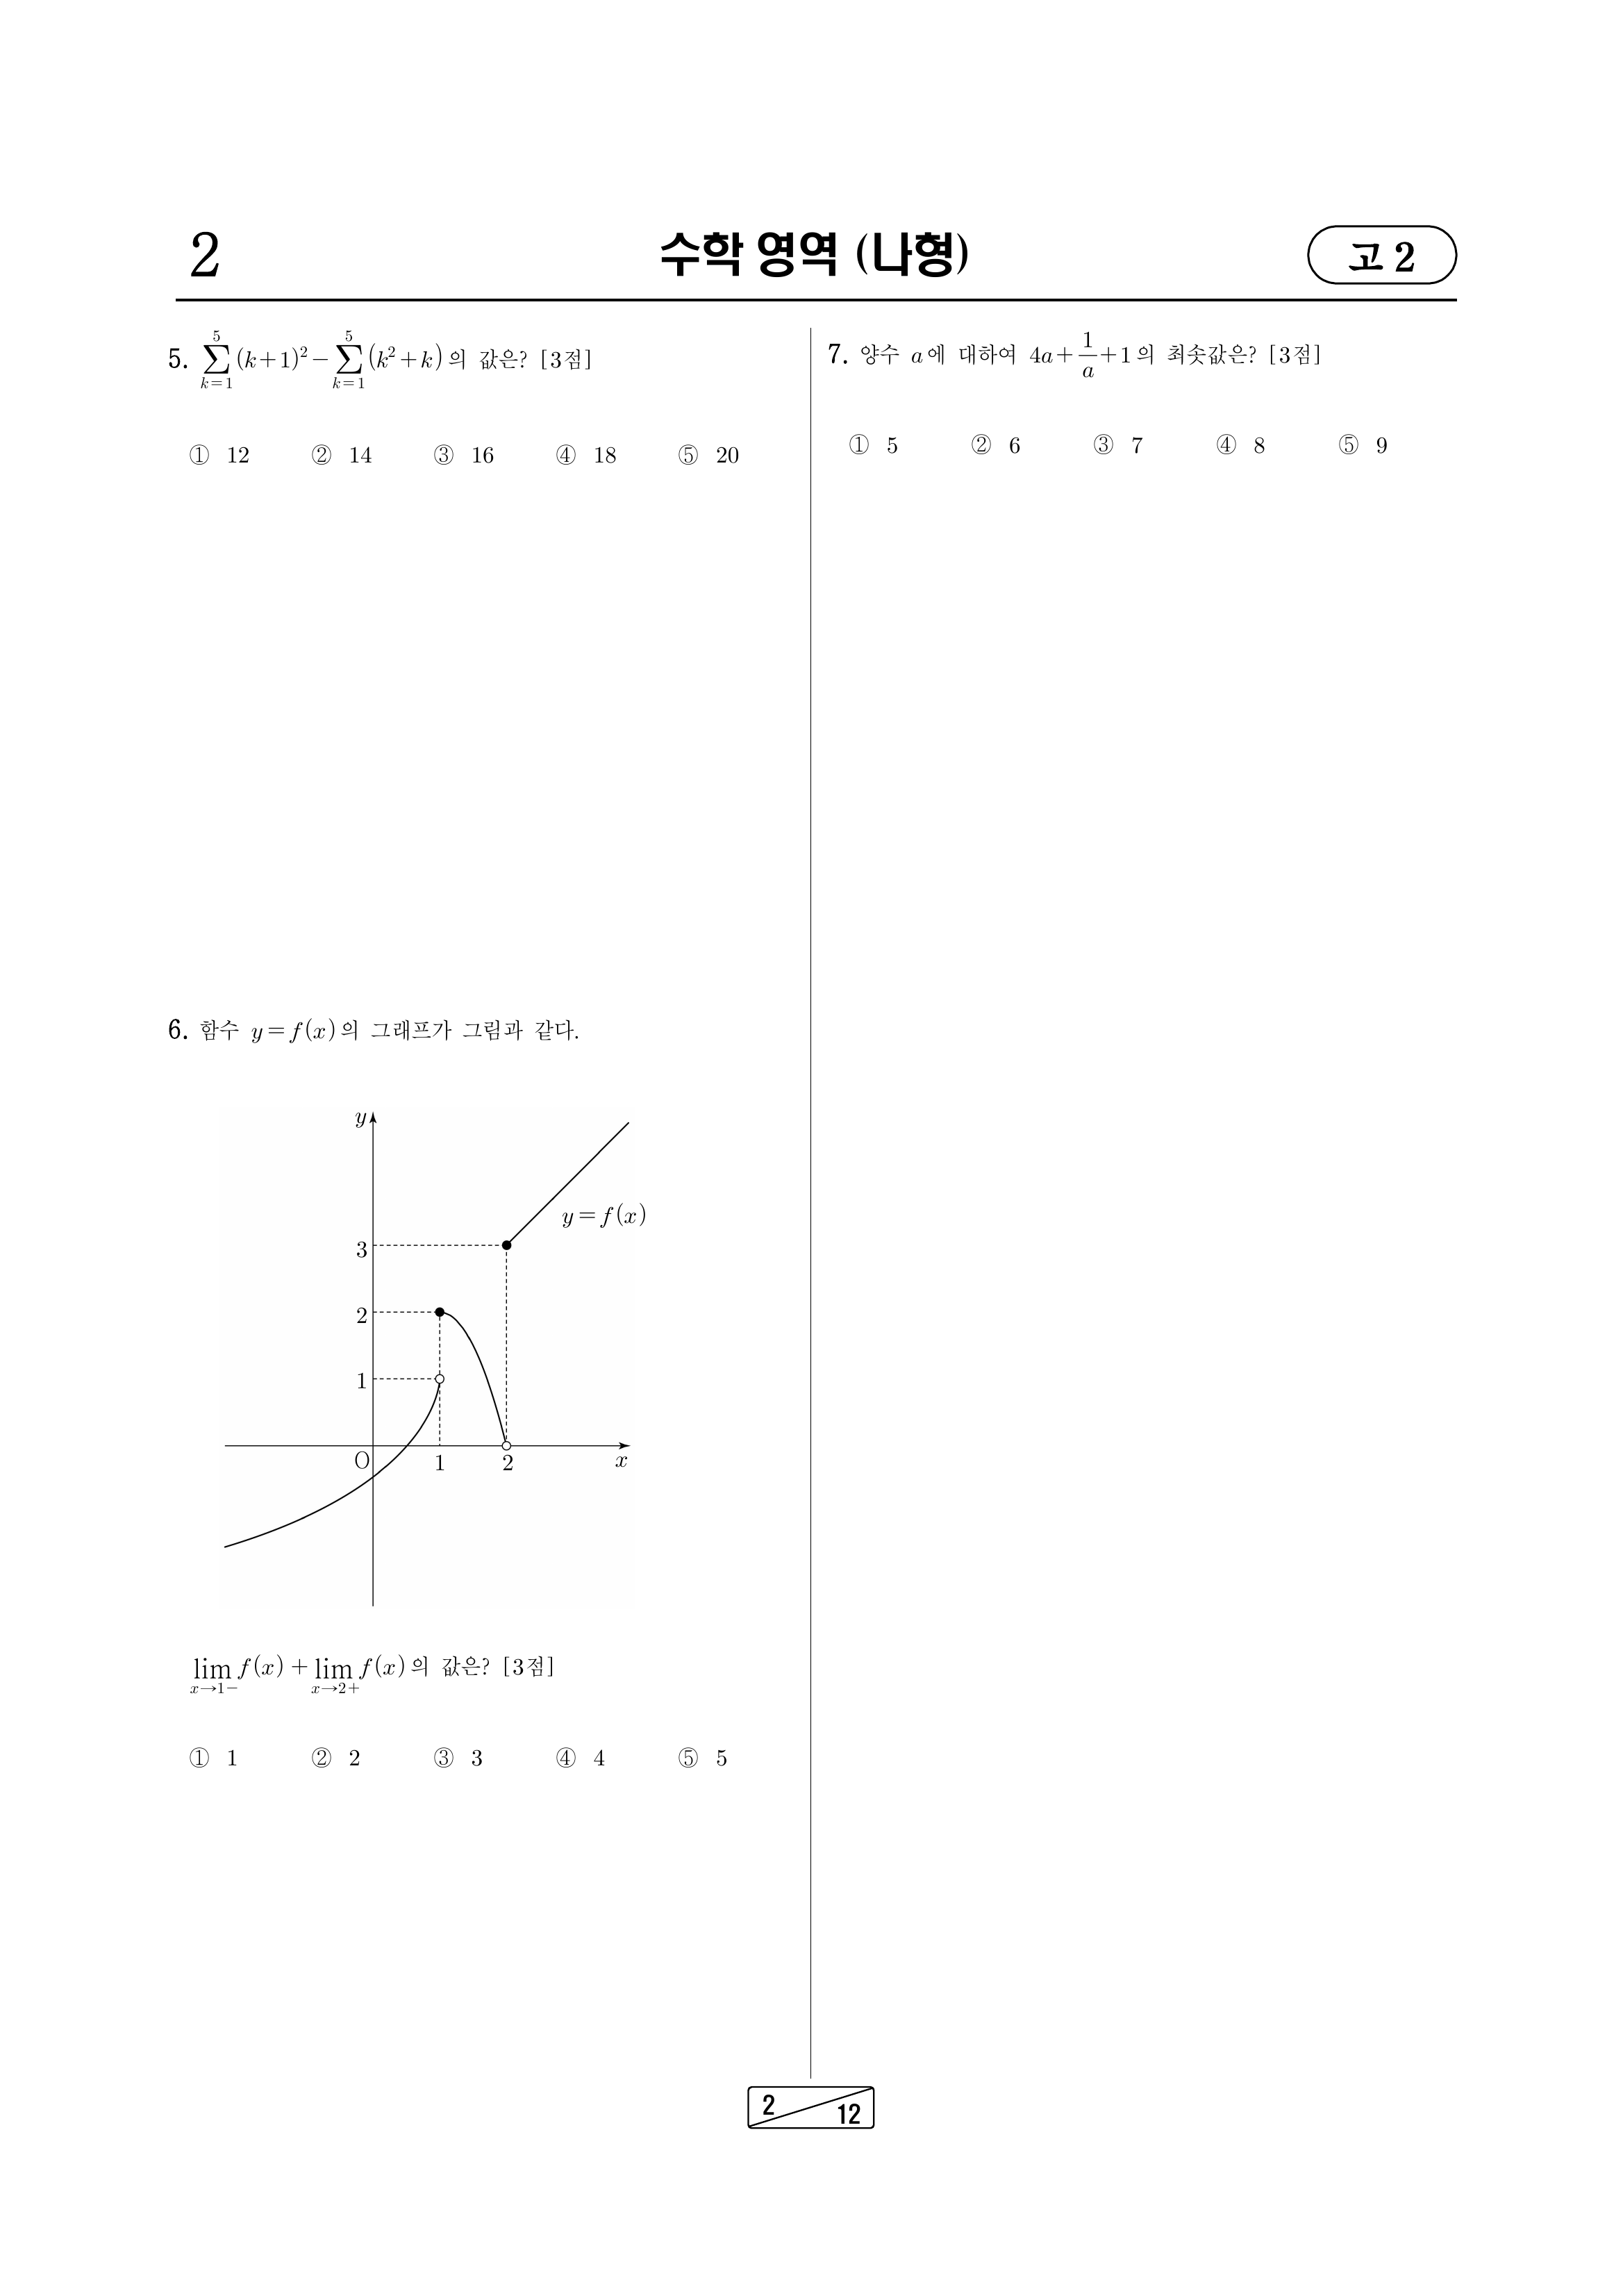 2
수학 영역 (나형)
고 2
5. $\sum_{k=1}^{5}(k+1)^2-\sum_{k=1}^{5}(k^2+k)$의 값은? [3점]
① 12 ② 14 ③ 16 ④ 18 ⑤ 20
6. 함수 $y=f(x)$의 그래프가 그림과 같다.
y
y=f(x)
3
2
1
O 1 2 x
$\lim_{x\to1-}f(x)+\lim_{x\to2+}f(x)$의 값은? [3점]
① 1 ② 2 ③ 3 ④ 4 ⑤ 5
7. 양수 $a$에 대하여 $4a+\frac{1}{a}+1$의 최솟값은? [3점]
① 5 ② 6 ③ 7 ④ 8 ⑤ 9
2 12